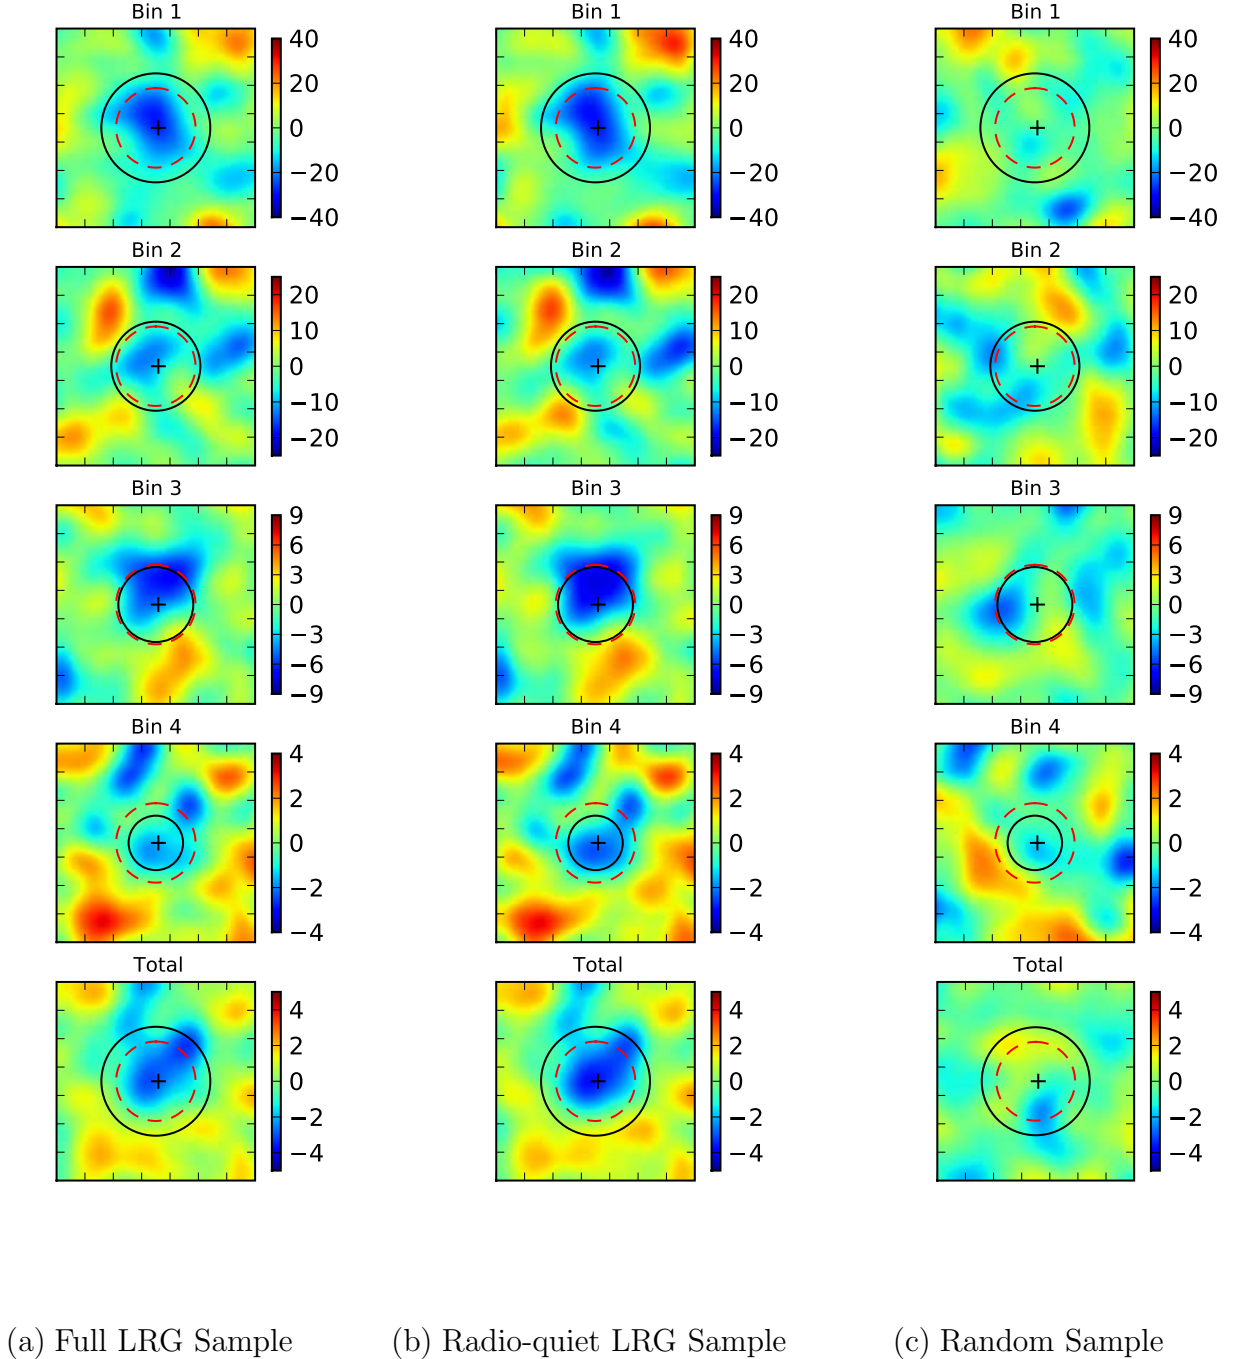 Bin 1 Bin 1 Bin 1
40 40 40
20 20 20
0 0 0
−20 −20 −20
−40 −40 −40
Bin 2 Bin 2 Bin 2
20 20 20
10 10 10
0 0 0
−10 −10 −10
−20 −20 −20
Bin 3 Bin 3 Bin 3
9 9 9
6 6 6
3 3 3
0 0 0
−3 −3 −3
−6 −6 −6
−9 −9 −9
Bin 4 Bin 4 Bin 4
4 4 4
2 2 2
0 0 0
−2 −2 −2
−4 −4 −4
Total Total Total
4 4 4
2 2 2
0 0 0
−2 −2 −2
−4 −4 −4
(a) Full LRG Sample (b) Radio-quiet LRG Sample (c) Random Sample